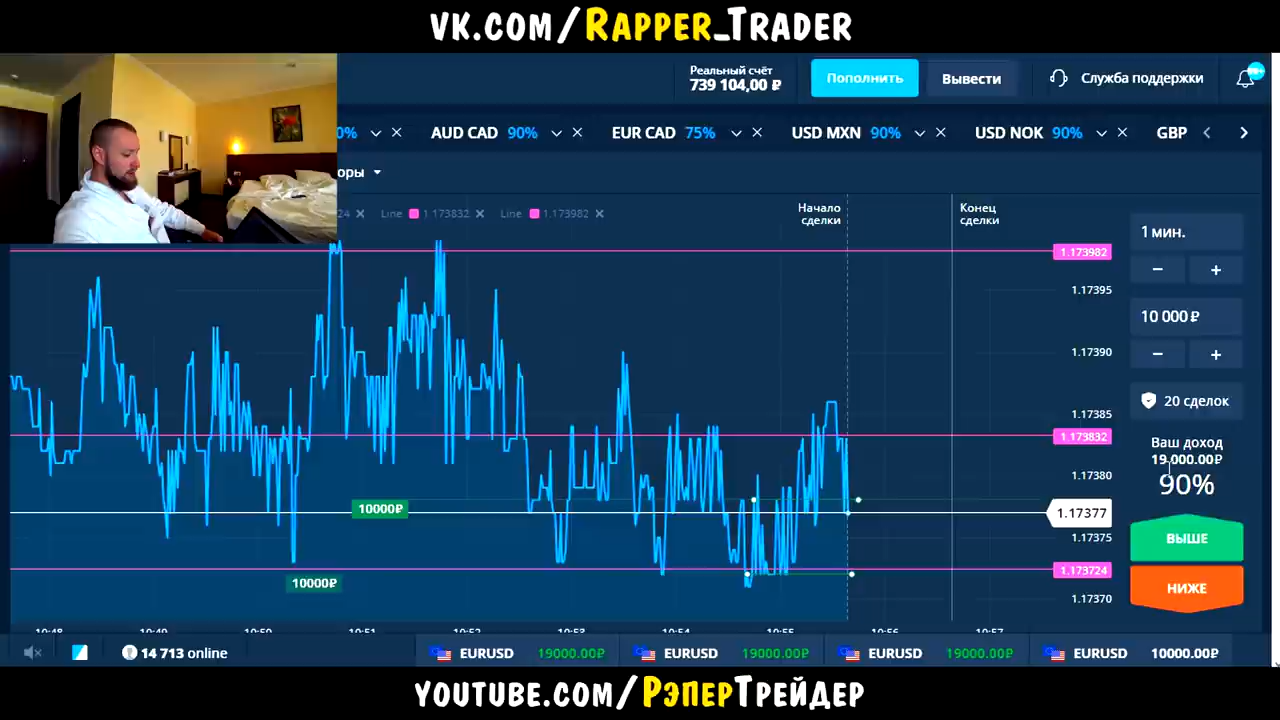 VK.COM/RAPPER_TRADER
Реальный счёт
739 104,00 ₽
Пополнить
Вывести
Служба поддержки
0%
AUD CAD 90%
EUR CAD 75%
USD MXN 90%
USD NOK 90%
GBP
оры
24
Line 1.173832
Line 1.173982
Начало
сделки
Конец
сделки
1 мин.
1.173982
1.17395
10 000 ₽
1.17390
20 сделок
1.17385
1.173832
Ваш доход
19 000.00₽
90%
1.17380
10000₽
1.17377
1.17375
ВЫШЕ
1.173724
10000₽
НИЖЕ
1.17370
10:48 10:49 10:50 10:51 10:52 10:53 10:54 10:55 10:56 10:57
14 713 online
EURUSD 19000.00₽
EURUSD 19000.00₽
EURUSD 19000.00₽
EURUSD 10000.00₽
YOUTUBE.COM/РЭПЕРТРЕЙДЕР